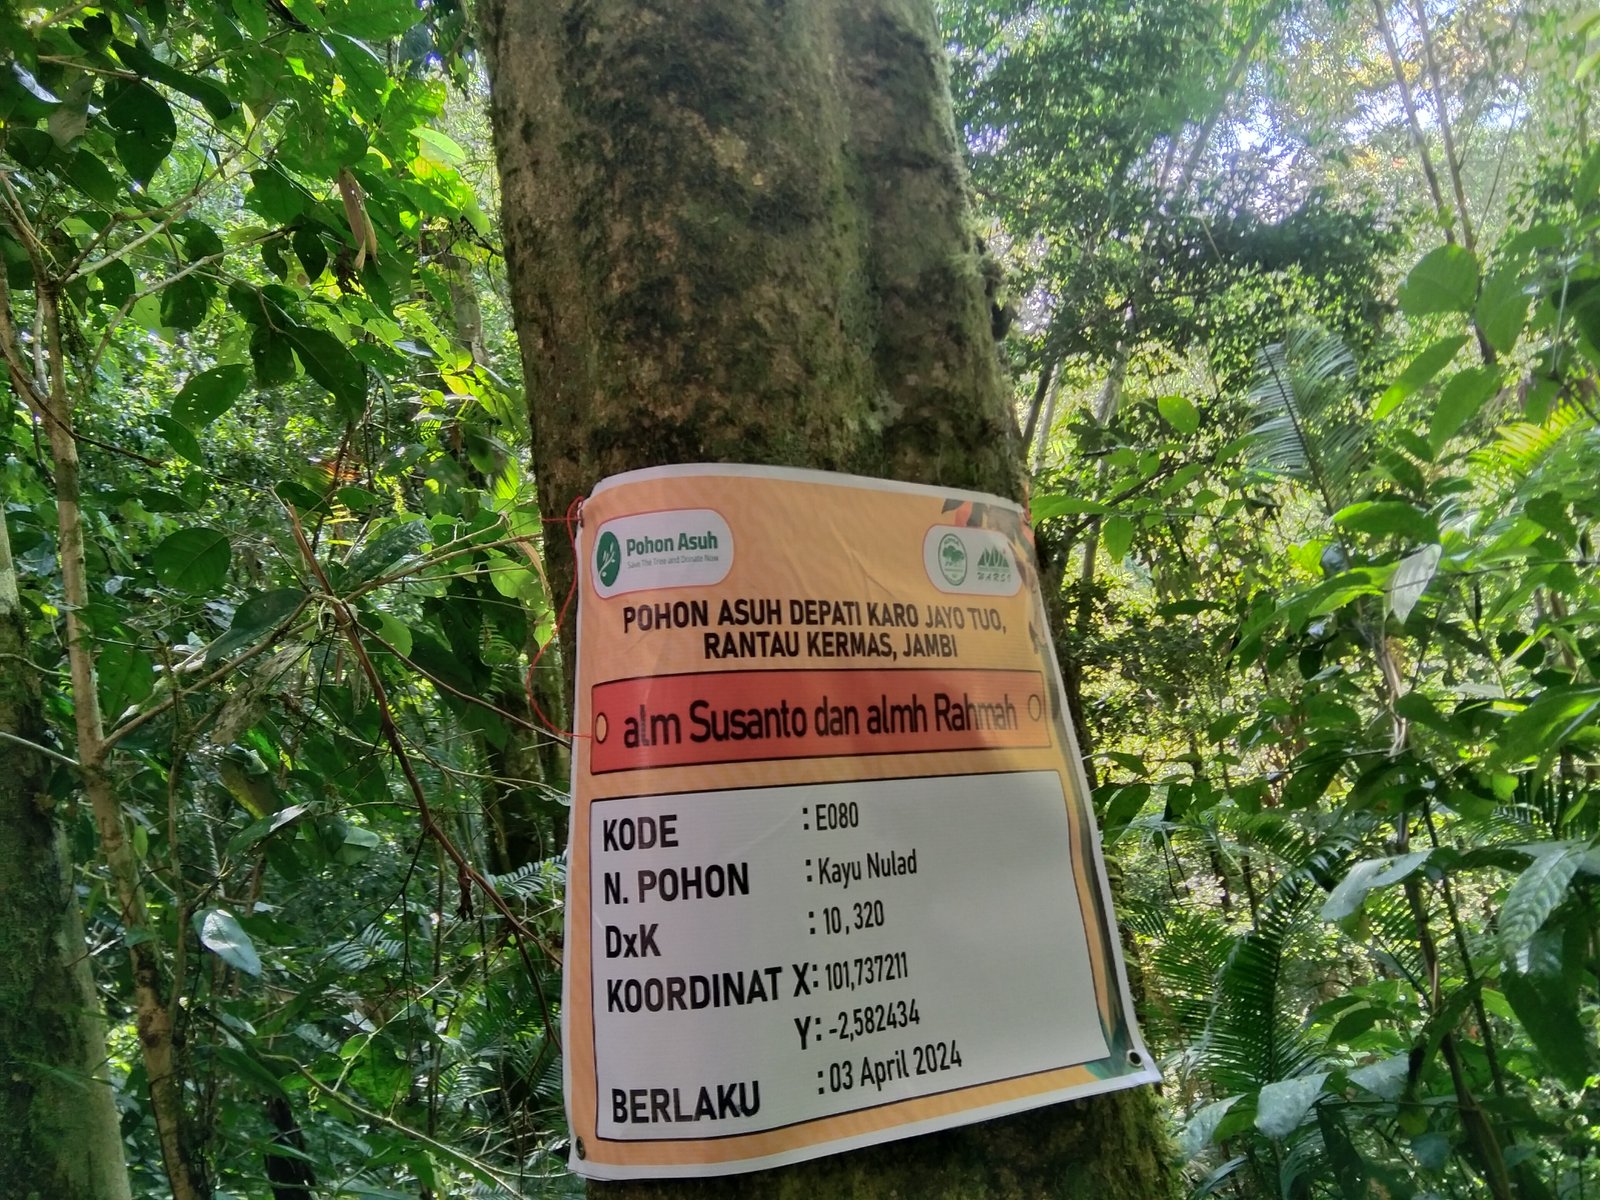 Pohon Asuh
Save The Tree and Donate Now
WARSI
POHON ASUH DEPATI KARO JAYO TUO,
RANTAU KERMAS, JAMBI
alm Susanto dan almh Rahmah
KODE : E080
N. POHON : Kayu Nulad
DxK : 10, 320
KOORDINAT X: 101,737211
Y: -2,582434
BERLAKU : 03 April 2024